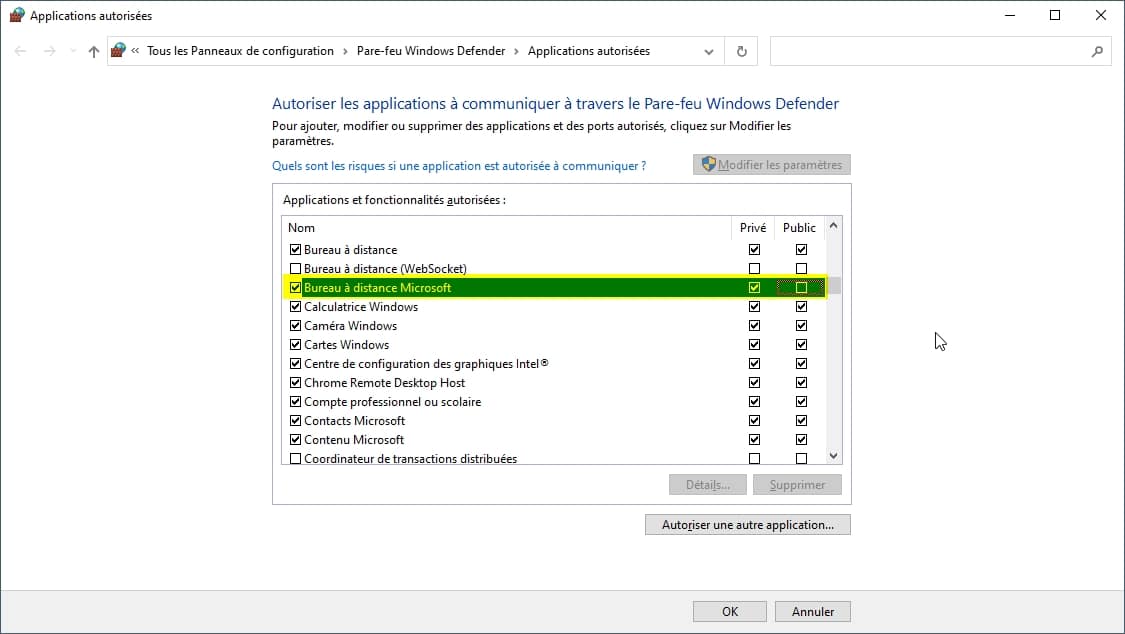 Applications autorisées
« Tous les Panneaux de configuration › Pare-feu Windows Defender › Applications autorisées
Autoriser les applications à communiquer à travers le Pare-feu Windows Defender
Pour ajouter, modifier ou supprimer des applications et des ports autorisés, cliquez sur Modifier les
paramètres.
Quels sont les risques si une application est autorisée à communiquer ?
Modifier les paramètres
Applications et fonctionnalités autorisées :
Nom Privé Public
Bureau à distance
Bureau à distance (WebSocket)
Bureau à distance Microsoft
Calculatrice Windows
Caméra Windows
Cartes Windows
Centre de configuration des graphiques Intel®
Chrome Remote Desktop Host
Compte professionnel ou scolaire
Contacts Microsoft
Contenu Microsoft
Coordinateur de transactions distribuées
Détails... Supprimer
Autoriser une autre application...
OK Annuler